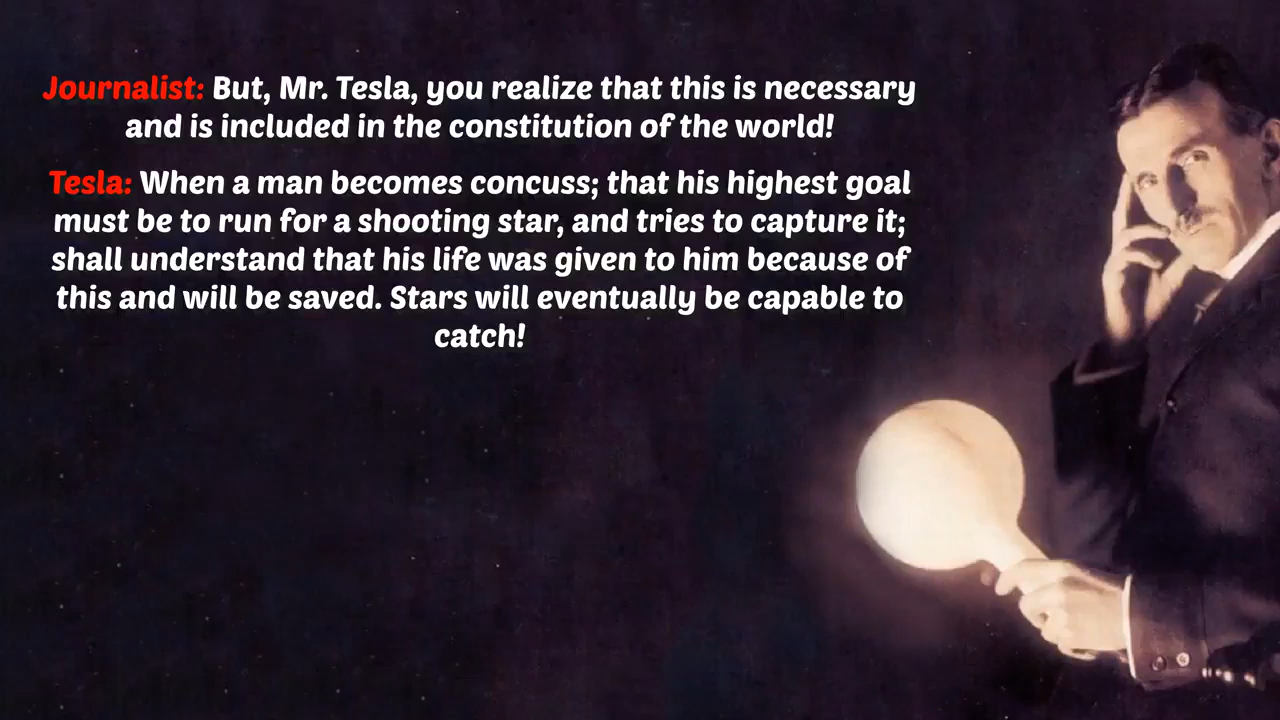 Journalist: But, Mr. Tesla, you realize that this is necessary
and is included in the constitution of the world!
Tesla: When a man becomes concuss; that his highest goal
must be to run for a shooting star, and tries to capture it;
shall understand that his life was given to him because of
this and will be saved. Stars will eventually be capable to
catch!